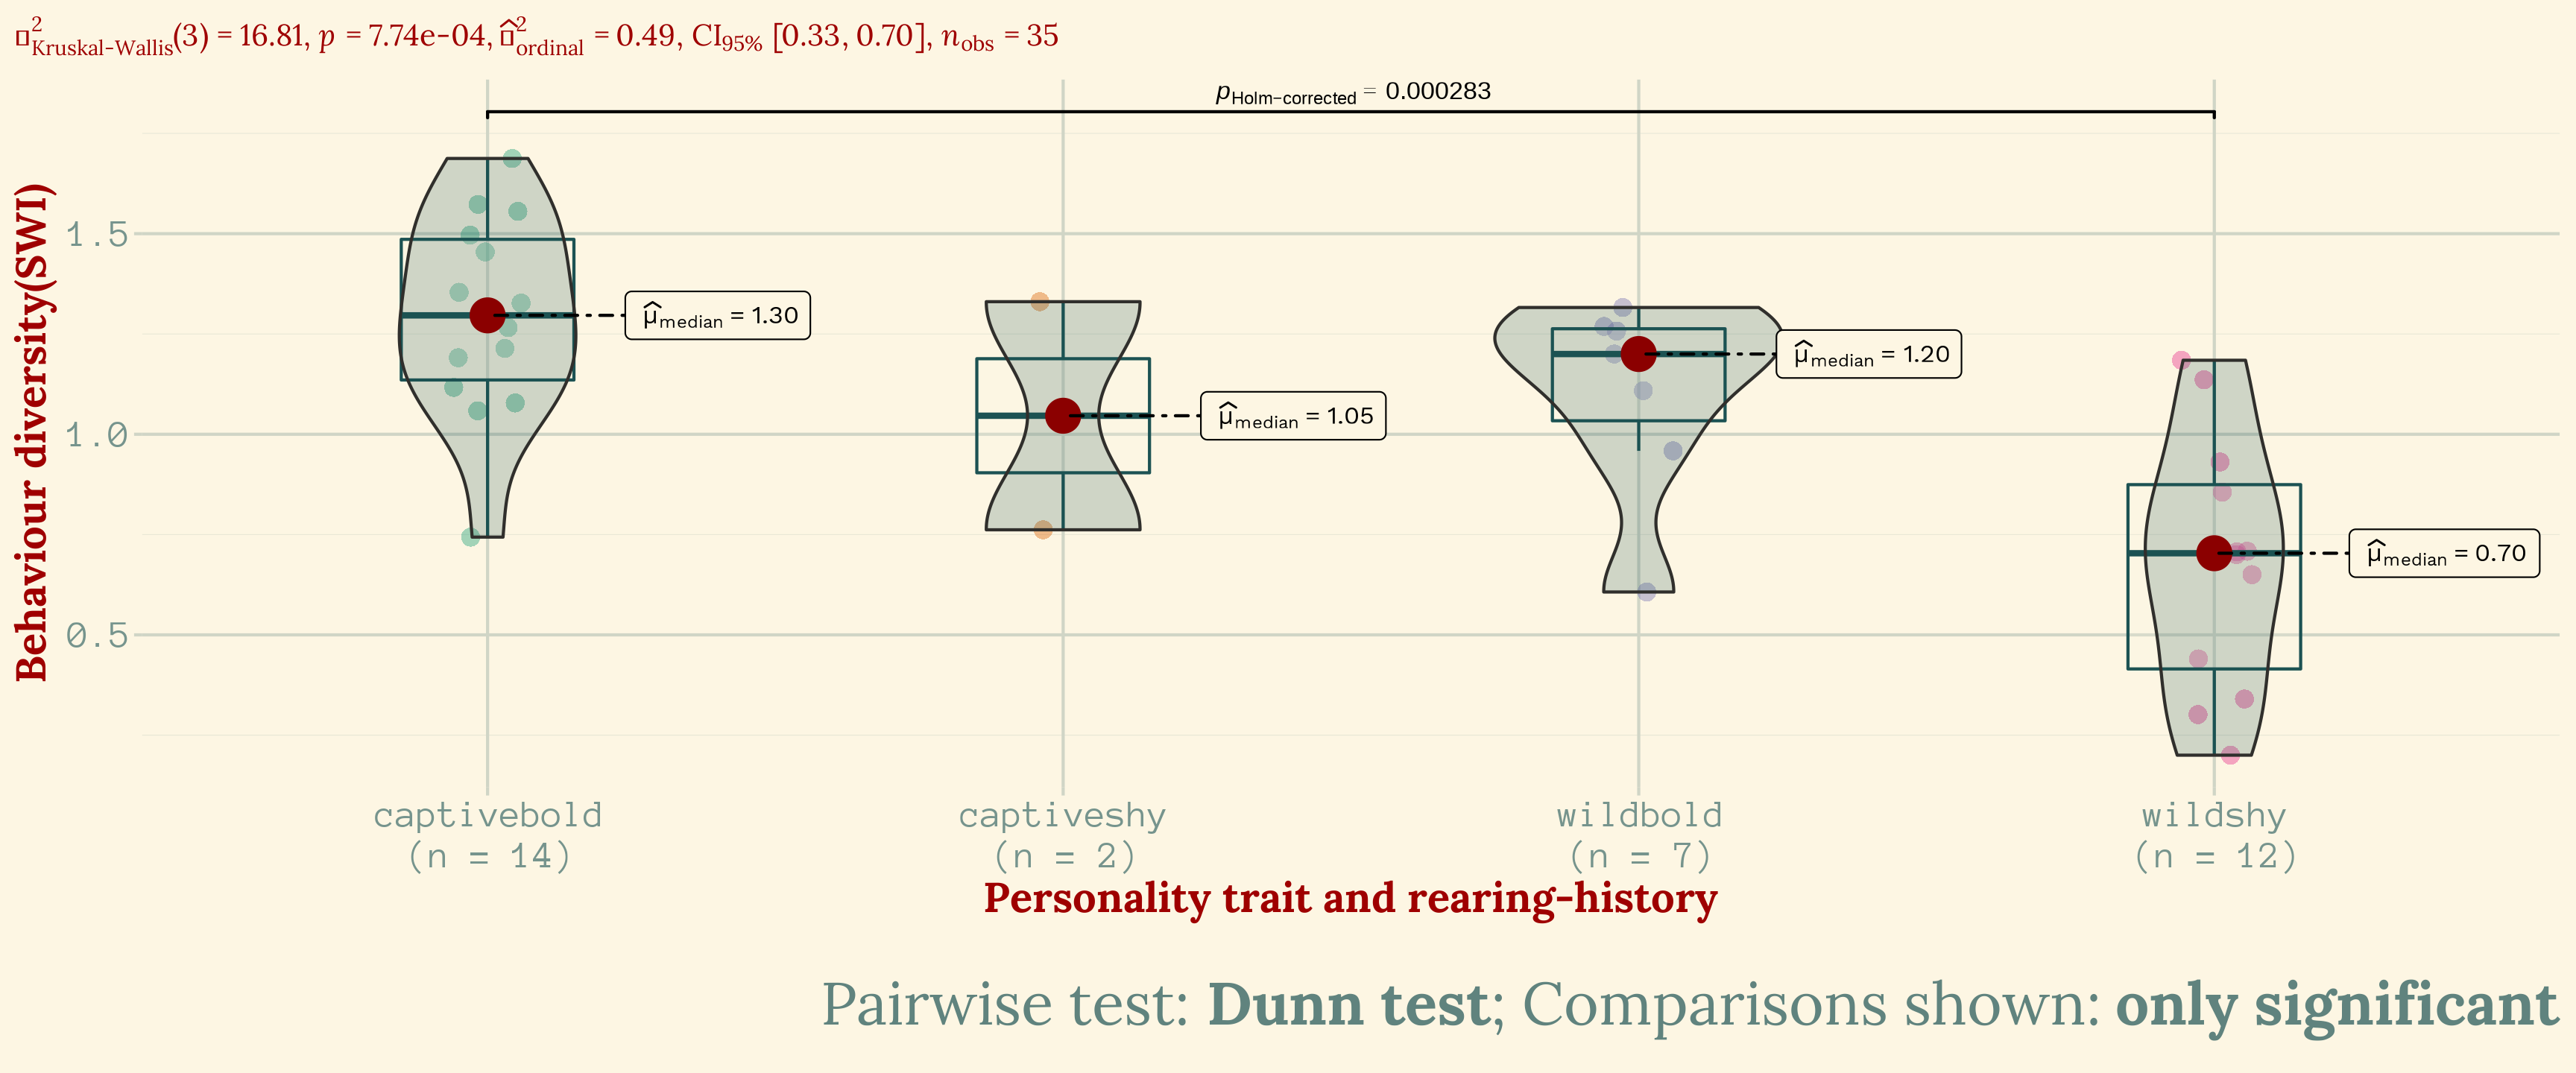 ▯²Kruskal-Wallis(3) = 16.81, p = 7.74e−04, ▯̂²ordinal = 0.49, CI95% [0.33, 0.70], nobs = 35
pHolm−corrected = 0.000283
Behaviour diversity(SWI)
1.5
1.0
0.5
μ̂median = 1.30
μ̂median = 1.05
μ̂median = 1.20
μ̂median = 0.70
captivebold
(n = 14)
captiveshy
(n = 2)
wildbold
(n = 7)
wildshy
(n = 12)
Personality trait and rearing-history
Pairwise test: Dunn test; Comparisons shown: only significant